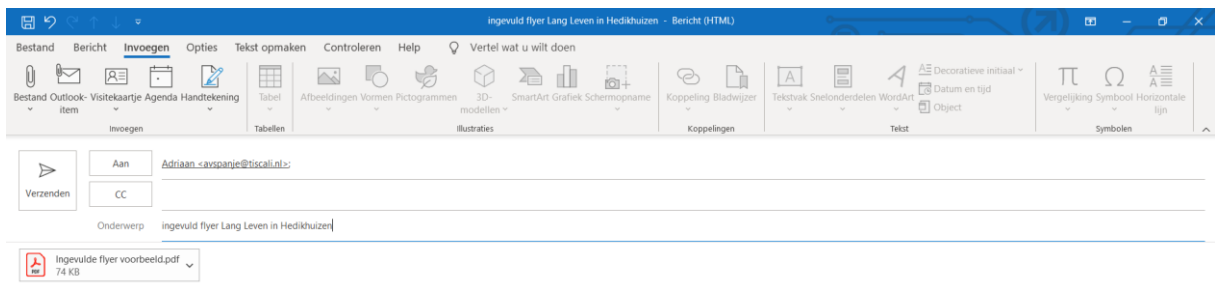 ingevuld flyer Lang Leven in Hedikhuizen - Bericht (HTML)
Bestand Bericht Invoegen Opties Tekst opmaken Controleren Help Vertel wat u wilt doen
Bestand Outlook-item Visitekaartje Agenda Handtekening Tabel Afbeeldingen Vormen Pictogrammen 3D-modellen SmartArt Grafiek Schermopname Koppeling Bladwijzer Tekstvak Snelonderdelen WordArt Decoratieve initiaal
Datum en tijd
Object
Vergelijking Symbool Horizontale lijn
Invoegen Tabellen Illustraties Koppelingen Tekst Symbolen
Verzenden
Aan Adriaan <avspanje@tiscali.nl>;
CC
Onderwerp ingevuld flyer Lang Leven in Hedikhuizen
PDF
Ingevulde flyer voorbeeld.pdf
74 KB